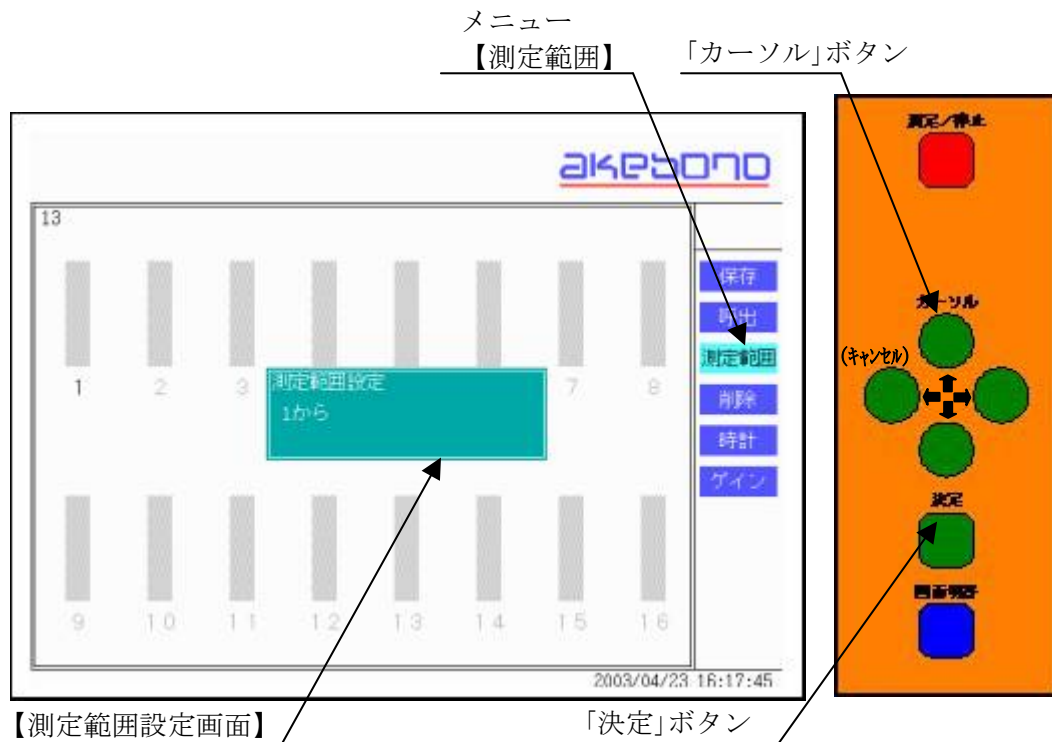 メニュー
【測定範囲】
「カーソル」ボタン
akebono
13
保存
呼出
測定範囲
削除
時計
ゲイン
1 2 3 7 8
測定範囲設定
1から
9 10 11 12 13 14 15 16
2003/04/23 16:17:45
測定/停止
カーソル
(キャンセル)
決定
画面切替
【測定範囲設定画面】
「決定」ボタン